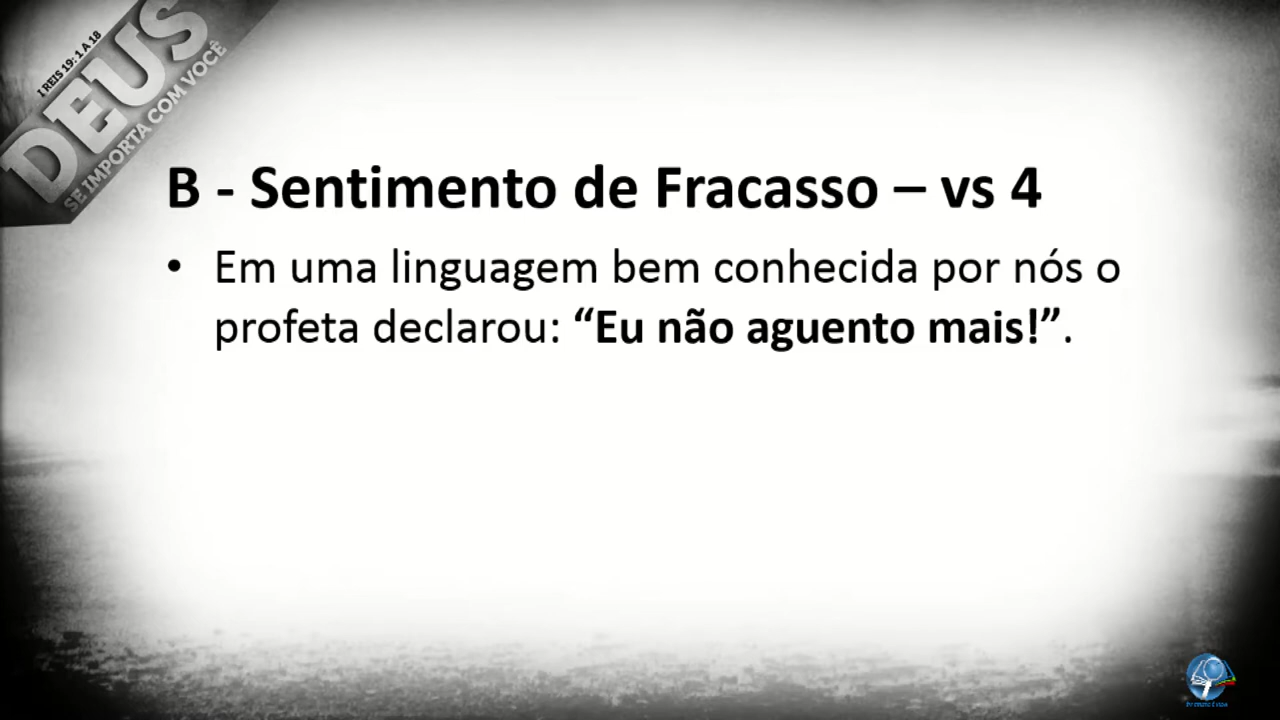 I REIS 19: 1 A 18
DEUS
SE IMPORTA COM VOCÊ
B - Sentimento de Fracasso – vs 4
• Em uma linguagem bem conhecida por nós o
profeta declarou: “Eu não aguento mais!”.